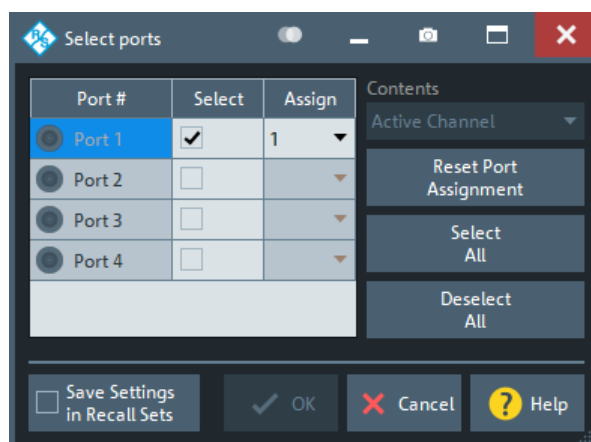 Select ports
Port # Select Assign
Port 1 1
Port 2
Port 3
Port 4
Contents
Active Channel
Reset Port
Assignment
Select
All
Deselect
All
Save Settings
in Recall Sets
OK
Cancel
? Help